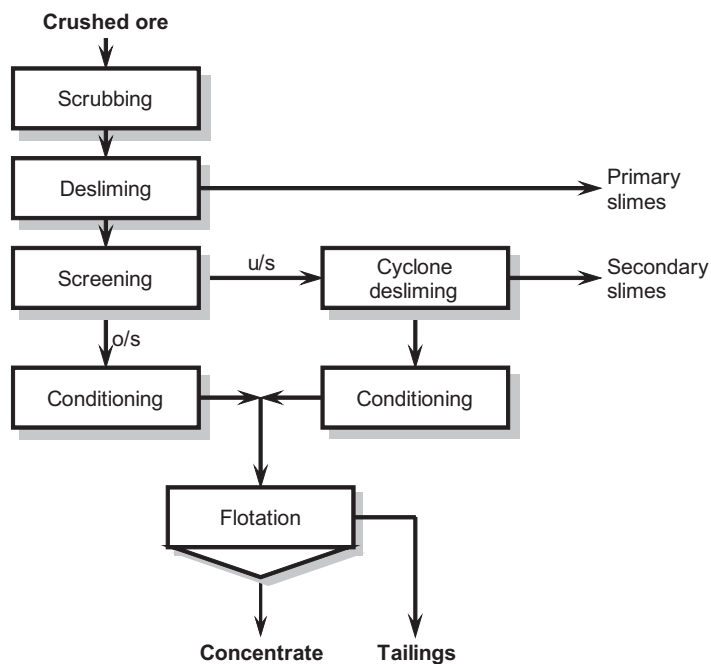 Crushed ore
Scrubbing
Desliming
Primary
slimes
Screening
u/s
Cyclone
desliming
Secondary
slimes
o/s
Conditioning
Conditioning
Flotation
Concentrate
Tailings